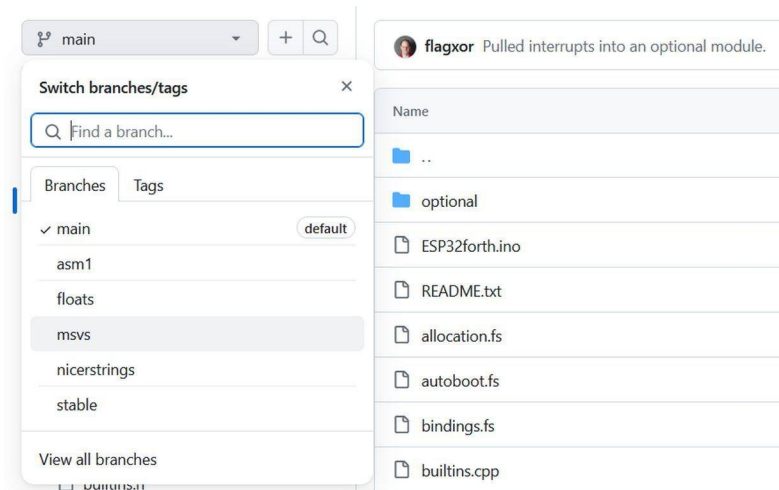 main
Switch branches/tags
Find a branch...
Branches Tags
main default
asm1
floats
msvs
nicerstrings
stable
View all branches
builtins.h
flagxor Pulled interrupts into an optional module.
Name
..
optional
ESP32forth.ino
README.txt
allocation.fs
autoboot.fs
bindings.fs
builtins.cpp